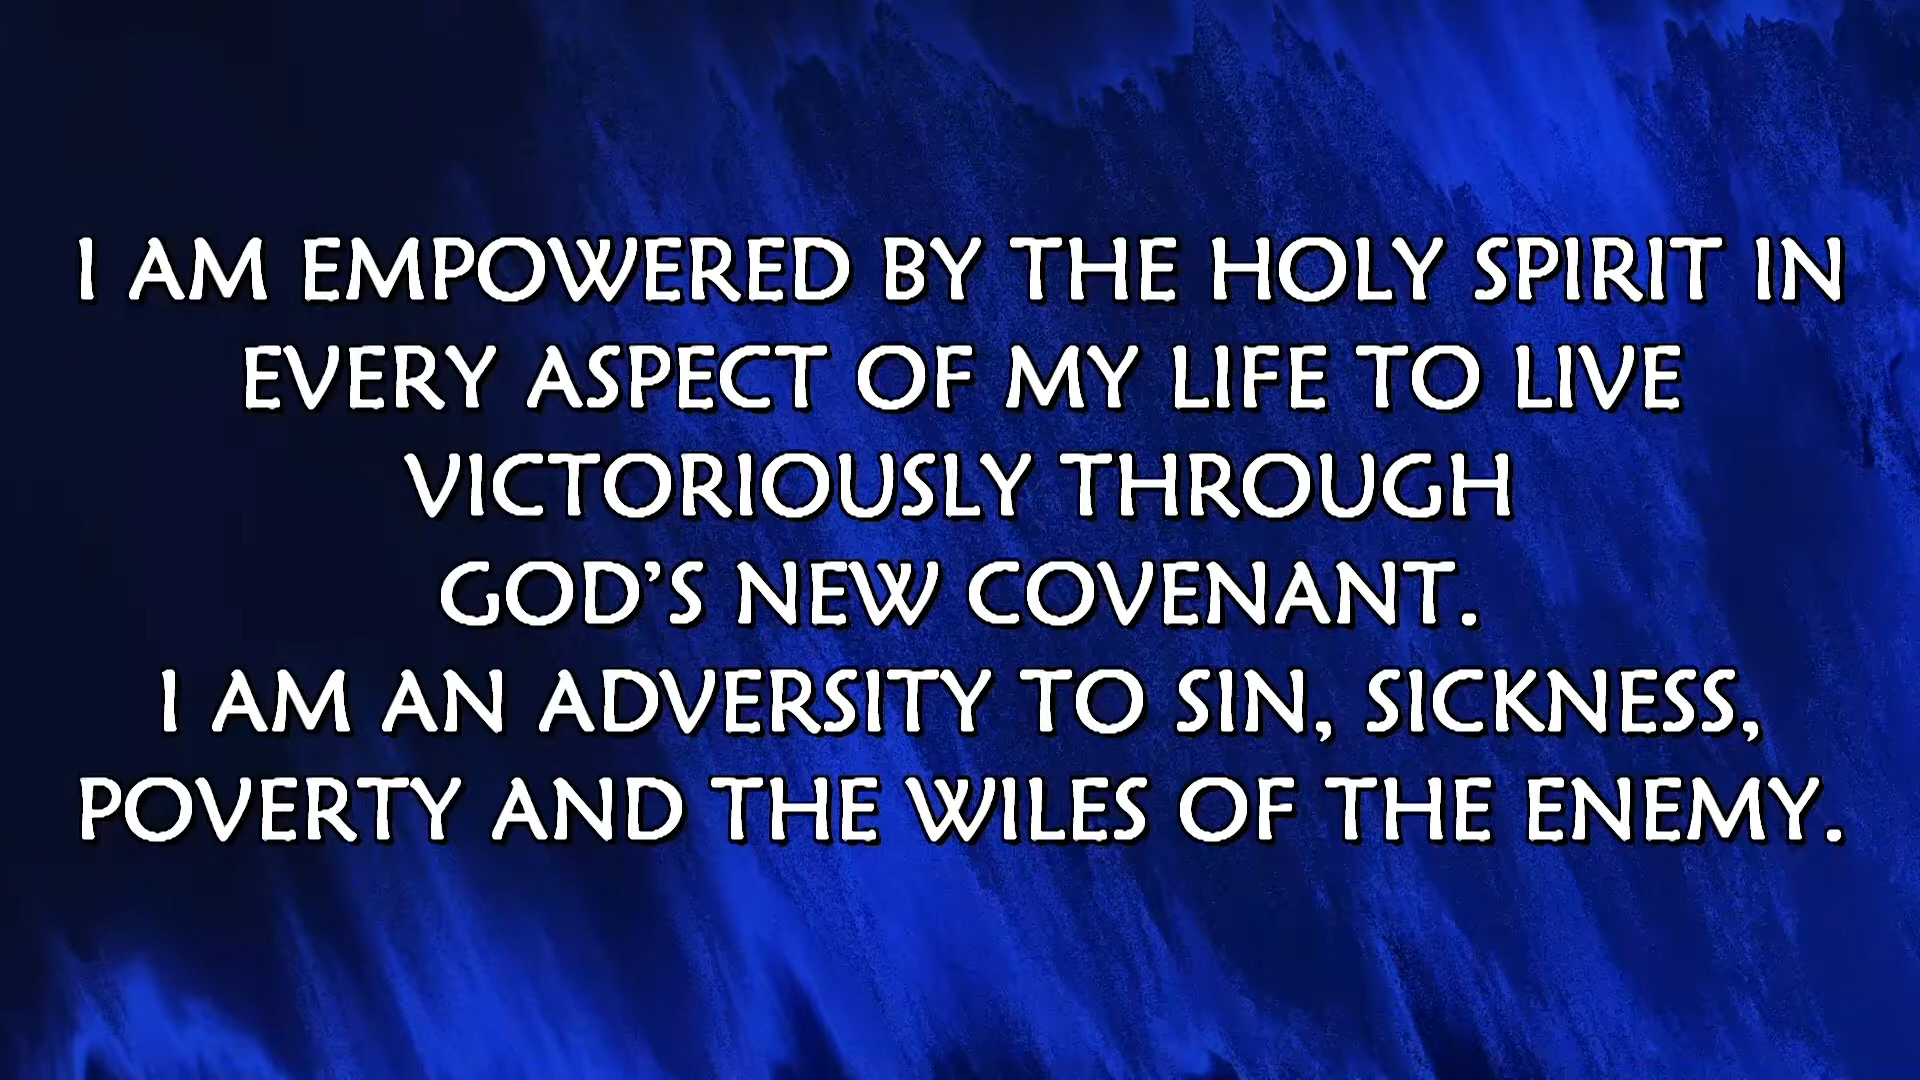 I AM EMPOWERED BY THE HOLY SPIRIT IN
EVERY ASPECT OF MY LIFE TO LIVE
VICTORIOUSLY THROUGH
GOD’S NEW COVENANT.
I AM AN ADVERSITY TO SIN, SICKNESS,
POVERTY AND THE WILES OF THE ENEMY.